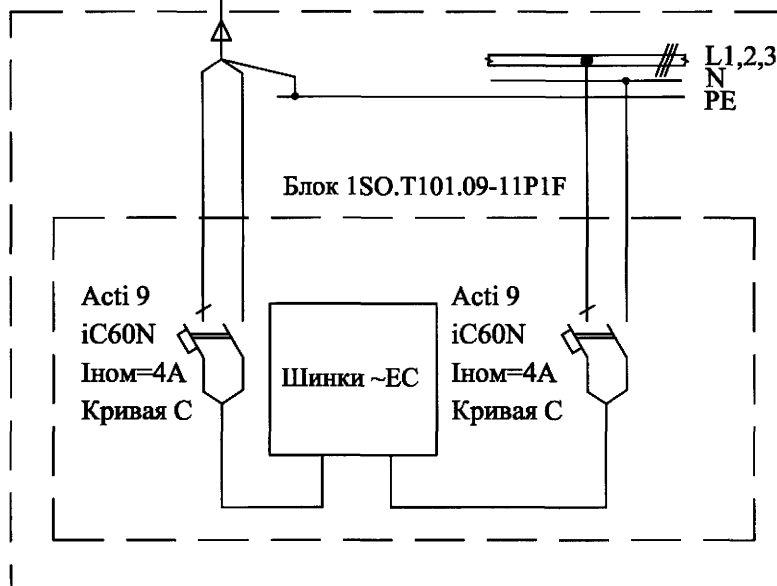 L1,2,3
N
PE
Блок 1SO.T101.09-11P1F
Acti 9
iC60N
Iном=4А
Кривая С
Шинки ~ЕС
Acti 9
iC60N
Iном=4А
Кривая С